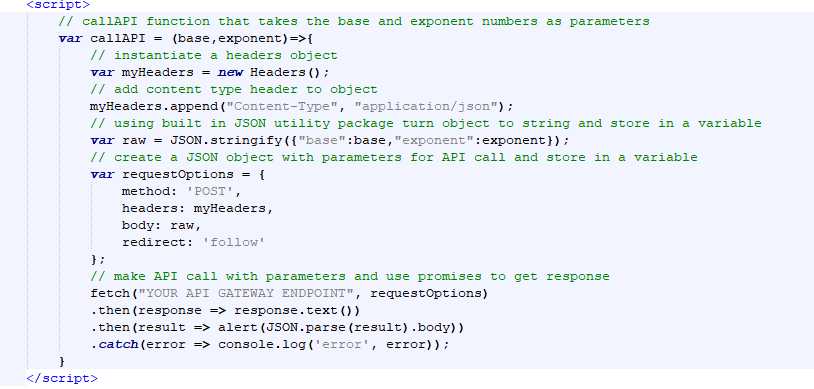 <script>
// callAPI function that takes the base and exponent numbers as parameters
var callAPI = (base,exponent)=>{
// instantiate a headers object
var myHeaders = new Headers();
// add content type header to object
myHeaders.append("Content-Type", "application/json");
// using built in JSON utility package turn object to string and store in a variable
var raw = JSON.stringify({"base":base,"exponent":exponent});
// create a JSON object with parameters for API call and store in a variable
var requestOptions = {
method: 'POST',
headers: myHeaders,
body: raw,
redirect: 'follow'
};
// make API call with parameters and use promises to get response
fetch("YOUR API GATEWAY ENDPOINT", requestOptions)
.then(response => response.text())
.then(result => alert(JSON.parse(result).body))
.catch(error => console.log('error', error));
}
</script>